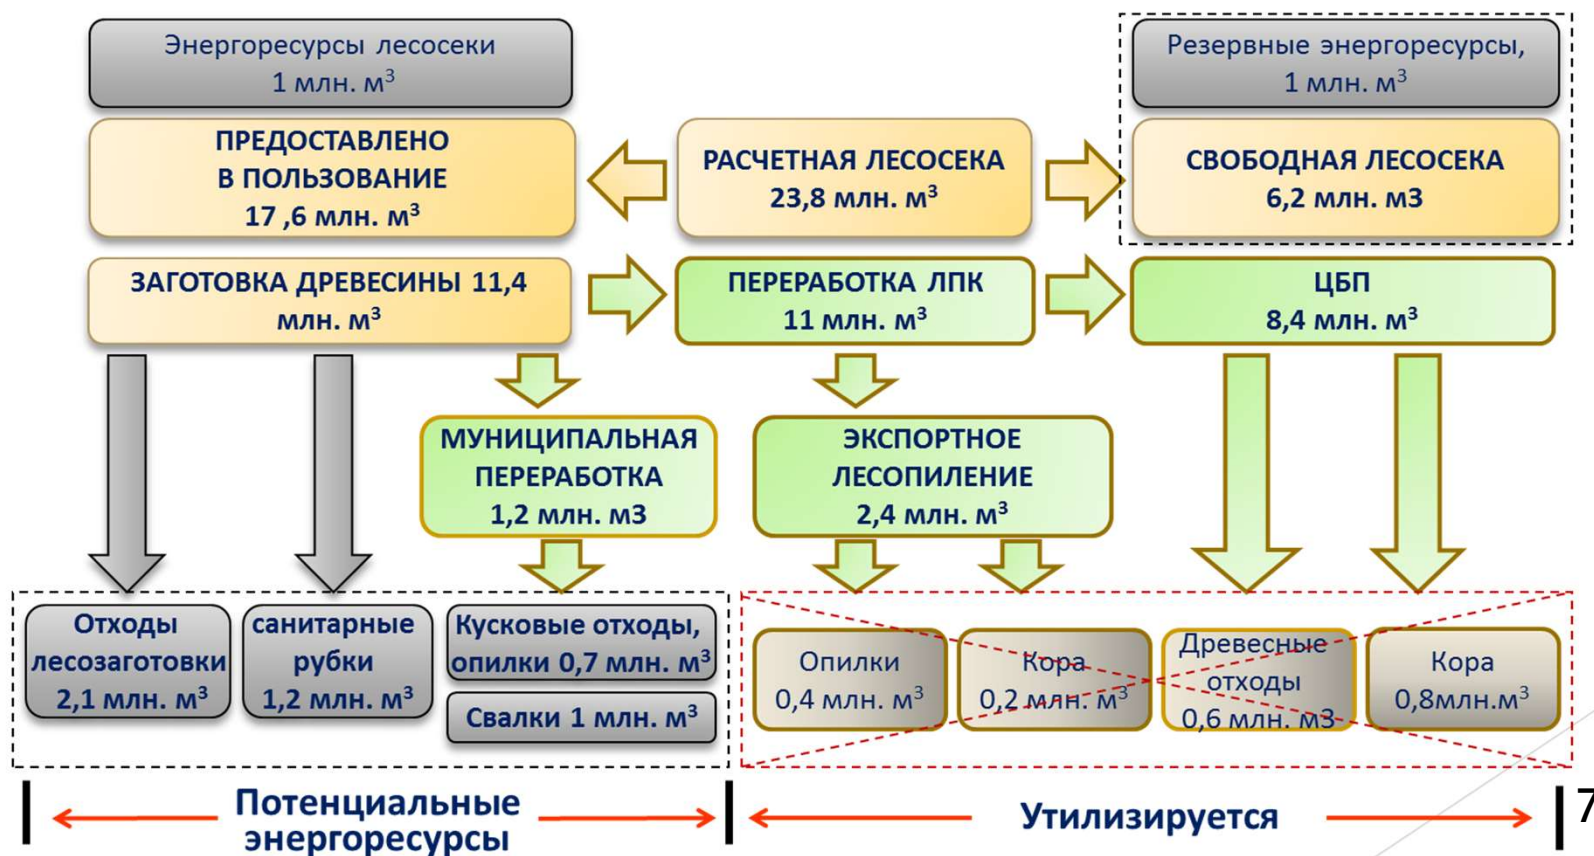 Энергоресурсы лесосеки
1 млн. м³
Резервные энергоресурсы,
1 млн. м³
ПРЕДОСТАВЛЕНО
В ПОЛЬЗОВАНИЕ
17 ,6 млн. м³
РАСЧЕТНАЯ ЛЕСОСЕКА
23,8 млн. м³
СВОБОДНАЯ ЛЕСОСЕКА
6,2 млн. м3
ЗАГОТОВКА ДРЕВЕСИНЫ 11,4
млн. м³
ПЕРЕРАБОТКА ЛПК
11 млн. м³
ЦБП
8,4 млн. м³
МУНИЦИПАЛЬНАЯ
ПЕРЕРАБОТКА
1,2 млн. м3
ЭКСПОРТНОЕ
ЛЕСОПИЛЕНИЕ
2,4 млн. м³
Отходы
лесозаготовки
2,1 млн. м³
санитарные
рубки
1,2 млн. м³
Кусковые отходы,
опилки 0,7 млн. м³
Свалки 1 млн. м³
Опилки
0,4 млн. м³
Кора
0,2 млн. м³
Древесные
отходы
0,6 млн. м3
Кора
0,8млн.м³
Потенциальные
энергоресурсы
Утилизируется
7